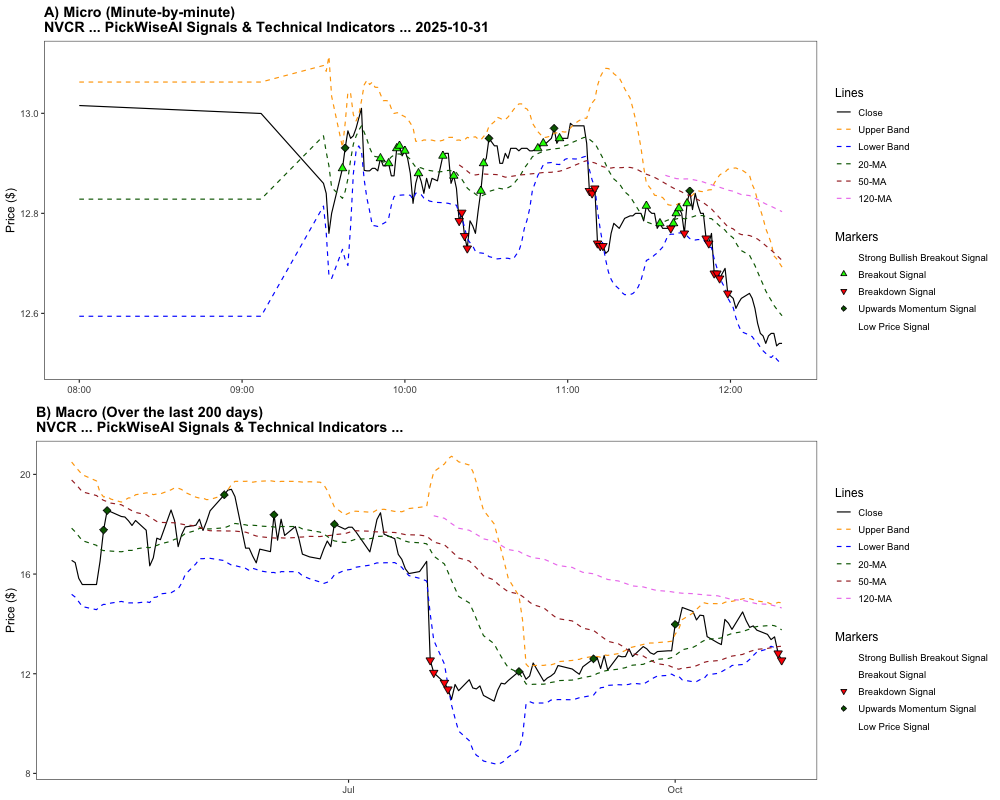 A) Micro (Minute-by-minute)
NVCR ... PickWiseAI Signals & Technical Indicators ... 2025-10-31
Price ($)
13.0
12.8
12.6
08:00 09:00 10:00 11:00 12:00
Lines
Close
Upper Band
Lower Band
20-MA
50-MA
120-MA
Markers
Strong Bullish Breakout Signal
Breakout Signal
Breakdown Signal
Upwards Momentum Signal
Low Price Signal
B) Macro (Over the last 200 days)
NVCR ... PickWiseAI Signals & Technical Indicators ...
Price ($)
20
16
12
8
Jul Oct
Lines
Close
Upper Band
Lower Band
20-MA
50-MA
120-MA
Markers
Strong Bullish Breakout Signal
Breakout Signal
Breakdown Signal
Upwards Momentum Signal
Low Price Signal